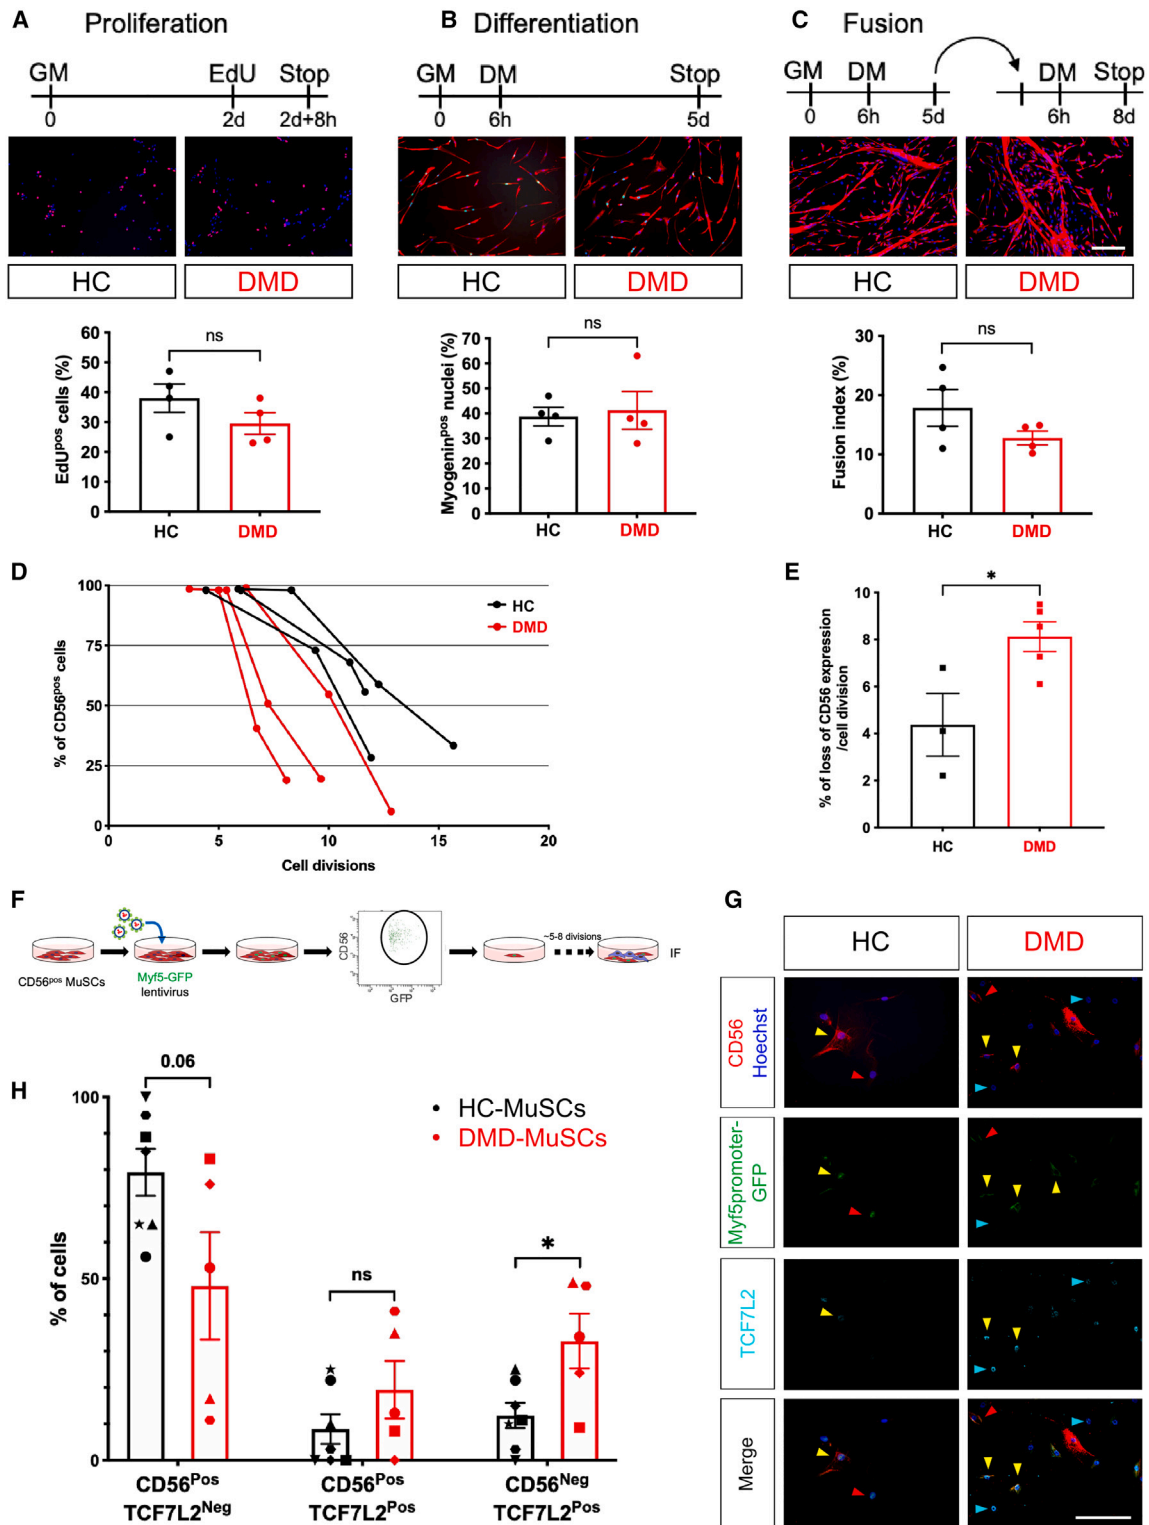 A Proliferation
GM EdU Stop
0 2d 2d+8h
HC DMD
EdUpos cells (%)
60
50
40
30
20
10
0
ns
HC DMD
B Differentiation
GM DM Stop
0 6h 5d
HC DMD
Myogeninpos nuclei (%)
70
60
50
40
30
20
10
0
ns
HC DMD
C Fusion
GM DM DM Stop
0 6h 5d 6h 8d
HC DMD
Fusion index (%)
30
20
10
0
ns
HC DMD
D
% of CD56pos cells
100
75
50
25
0
HC
DMD
0 5 10 15 20
Cell divisions
E
% of loss of CD56 expression
/cell division
10
8
6
4
2
0
*
HC DMD
F
CD56pos MuSCs
Myf5-GFP
lentivirus
CD56
GFP
~5-8 divisions
IF
G
HC DMD
CD56
Hoechst
Myf5promoter-
GFP
TCF7L2
Merge
H
% of cells
100
50
0
0.06
ns
*
HC-MuSCs
DMD-MuSCs
CD56Pos
TCF7L2Neg
CD56Pos
TCF7L2Pos
CD56Neg
TCF7L2Pos